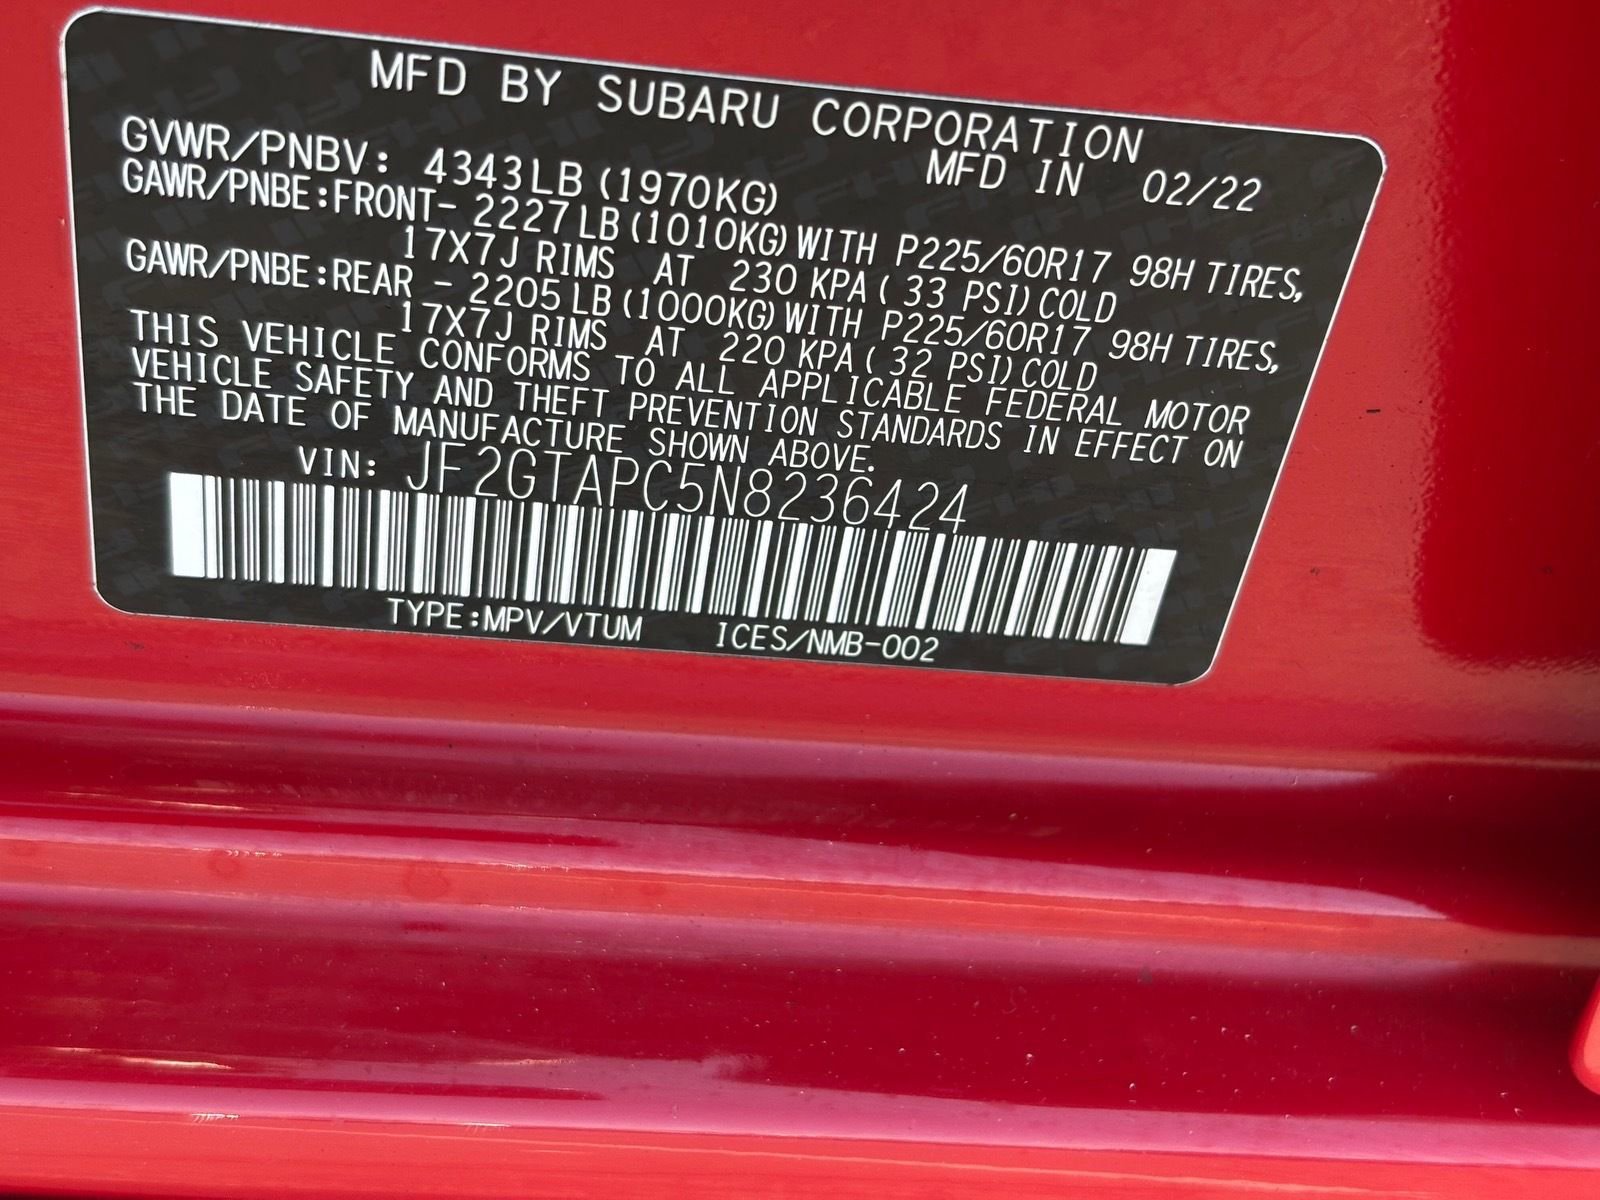 MFD BY SUBARU CORPORATION
GVWR/PNBV: 4343LB (1970KG) MFD IN 02/22
GAWR/PNBE:FRONT- 2227LB (1010KG) WITH P225/60R17 98H TIRES,
17X7J RIMS AT 230 KPA ( 33 PSI) COLD
GAWR/PNBE:REAR - 2205LB (1000KG) WITH P225/60R17 98H TIRES,
17X7J RIMS AT 220 KPA ( 32 PSI) COLD
THIS VEHICLE CONFORMS TO ALL APPLICABLE FEDERAL MOTOR
VEHICLE SAFETY AND THEFT PREVENTION STANDARDS IN EFFECT ON
THE DATE OF MANUFACTURE SHOWN ABOVE.
VIN: JF2GTAPC5N8236424
TYPE:MPV/VTUM ICES/NMB-002